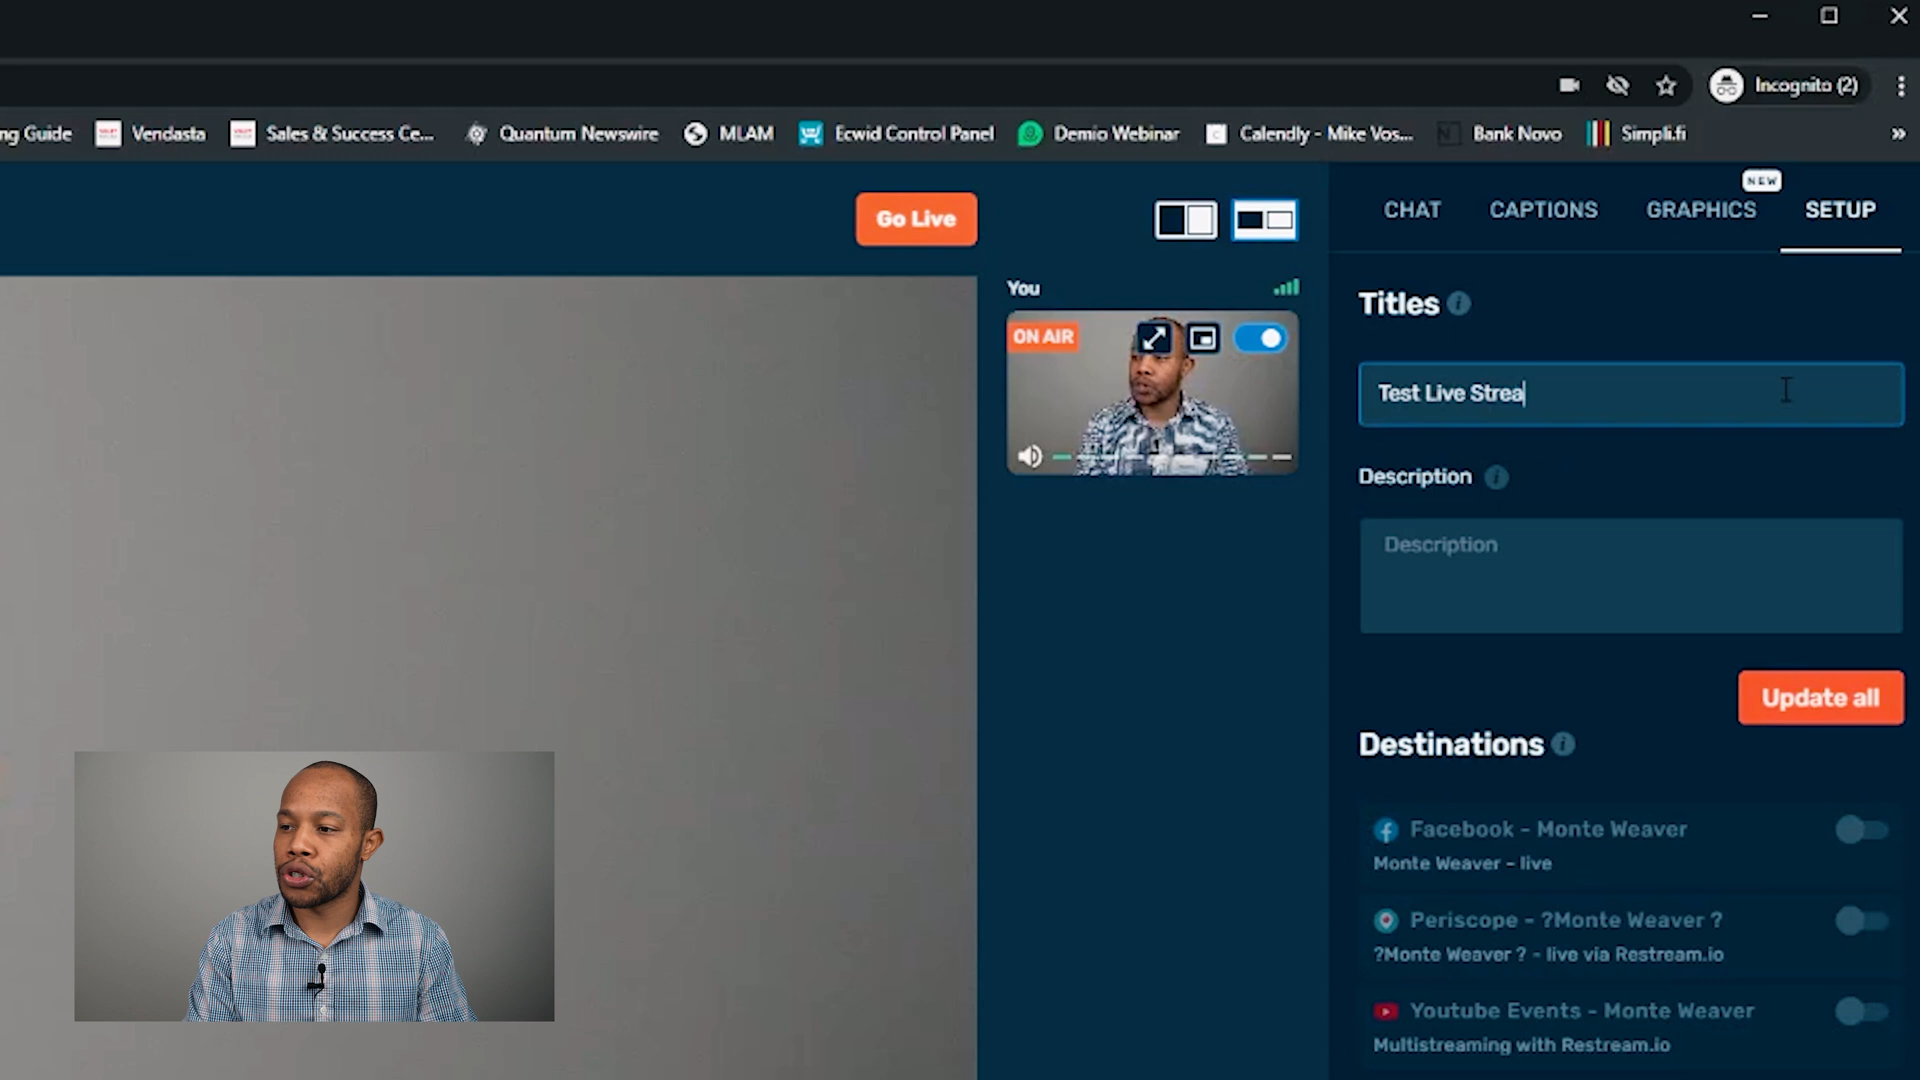 Incognito (2)
ng Guide
Vendasta
Sales & Success Ce...
Quantum Newswire
MLAM
Ecwid Control Panel
Demio Webinar
Calendly - Mike Vos...
Bank Novo
Simpli.fi
»
Go Live
CHAT
CAPTIONS
GRAPHICS
NEW
SETUP
You
ON AIR
Titles
Test Live Strea
Description
Description
Update all
Destinations
Facebook - Monte Weaver
Monte Weaver - live
Periscope - ?Monte Weaver ?
?Monte Weaver ? - live via Restream.io
Youtube Events - Monte Weaver
Multistreaming with Restream.io